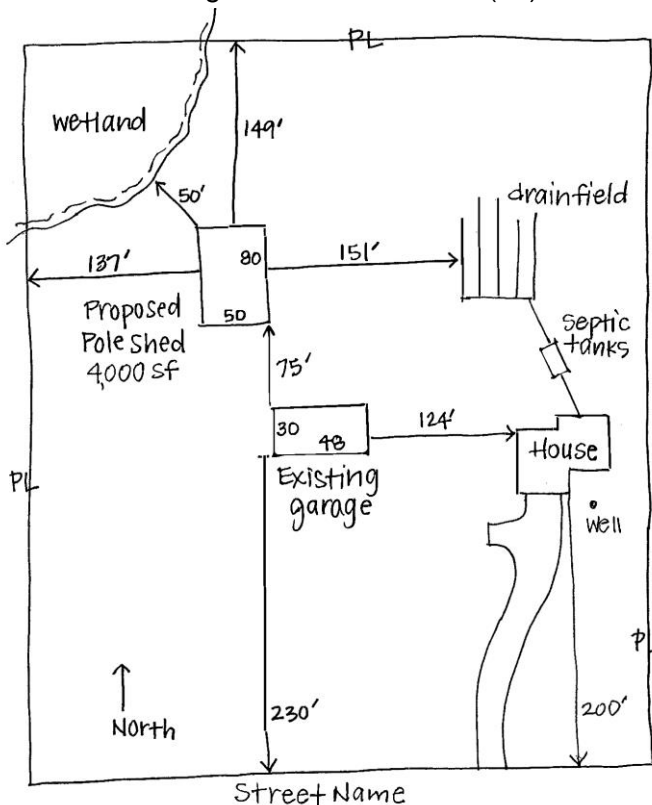 PL
wetland
149'
50'
drainfield
137'
80
151'
50
Proposed
Pole Shed
4,000 sf
septic
tanks
75'
30
48
124'
House
Existing
garage
PL
well
P
North
230'
200'
Street Name